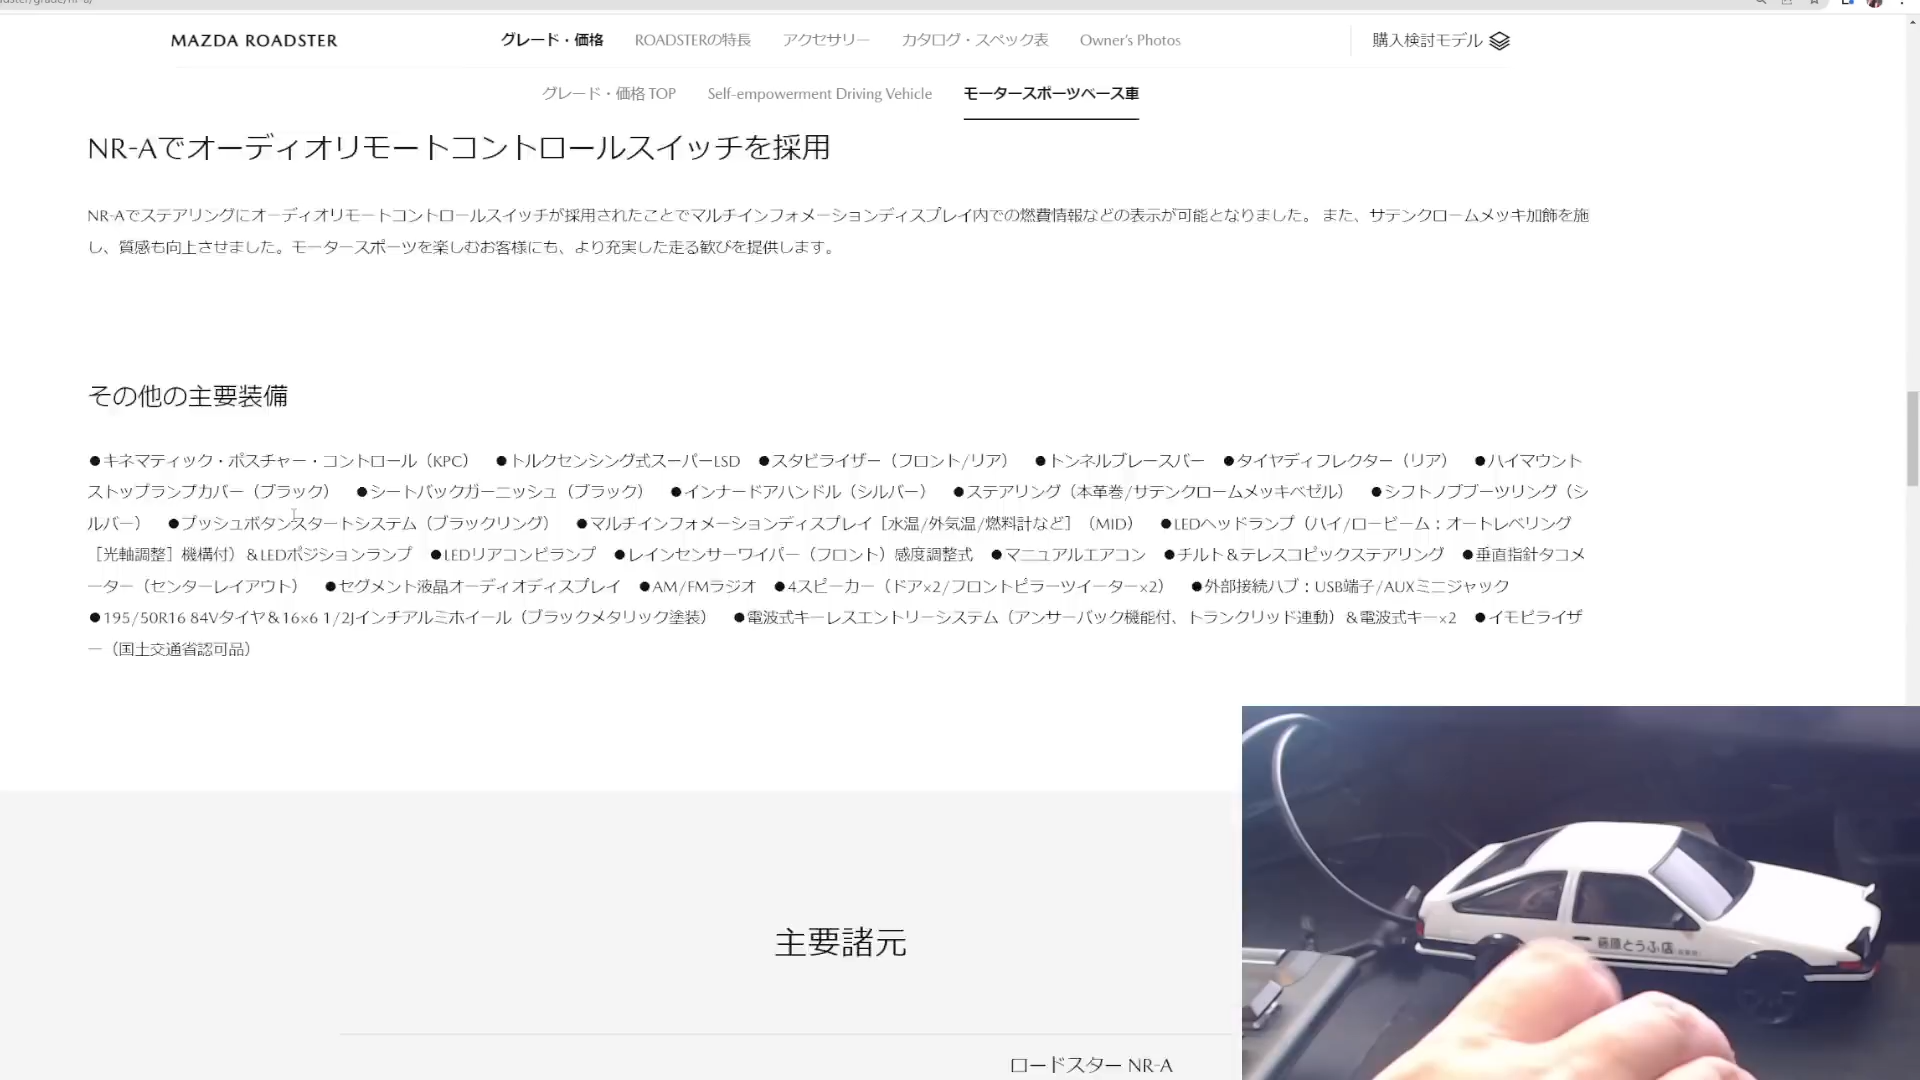 MAZDA ROADSTER
グレード・価格 ROADSTERの特長 アクセサリー カタログ・スペック表 Owner's Photos
購入検討モデル
グレード・価格 TOP Self-empowerment Driving Vehicle モータースポーツベース車
NR-Aでオーディオリモートコントロールスイッチを採用
NR-Aでステアリングにオーディオリモートコントロールスイッチが採用されたことでマルチインフォメーションディスプレイ内での燃費情報などの表示が可能となりました。 また、サテンクロームメッキ加飾を施
し、質感も向上させました。モータースポーツを楽しむお客様にも、より充実した走る歓びを提供します。
その他の主要装備
●キネマティック・ポスチャー・コントロール（KPC） ●トルクセンシング式スーパーLSD ●スタビライザー（フロント/リア） ●トンネルブレースバー ●タイヤディフレクター（リア） ●ハイマウント
ストップランプカバー（ブラック） ●シートバックガーニッシュ（ブラック） ●インナードアハンドル（シルバー） ●ステアリング（本革巻/サテンクロームメッキベゼル） ●シフトノブブーツリング（シ
ルバー） ●プッシュボタンスタートシステム（ブラックリング） ●マルチインフォメーションディスプレイ［水温/外気温/燃料計など］（MID） ●LEDヘッドランプ（ハイ/ロービーム：オートレベリング
［光軸調整］機構付）＆LEDポジションランプ ●LEDリアコンビランプ ●レインセンサーワイパー（フロント）感度調整式 ●マニュアルエアコン ●チルト＆テレスコピックステアリング ●垂直指針タコメ
ーター（センターレイアウト） ●セグメント液晶オーディオディスプレイ ●AM/FMラジオ ●4スピーカー（ドア×2/フロントピラーツイーター×2） ●外部接続ハブ：USB端子/AUXミニジャック
●195/50R16 84Vタイヤ＆16×6 1/2Jインチアルミホイール（ブラックメタリック塗装） ●電波式キーレスエントリーシステム（アンサーバック機能付、トランクリッド連動）＆電波式キー×2 ●イモビライザ
ー（国土交通省認可品）
藤原とうふ店
主要諸元
ロードスター NR-A